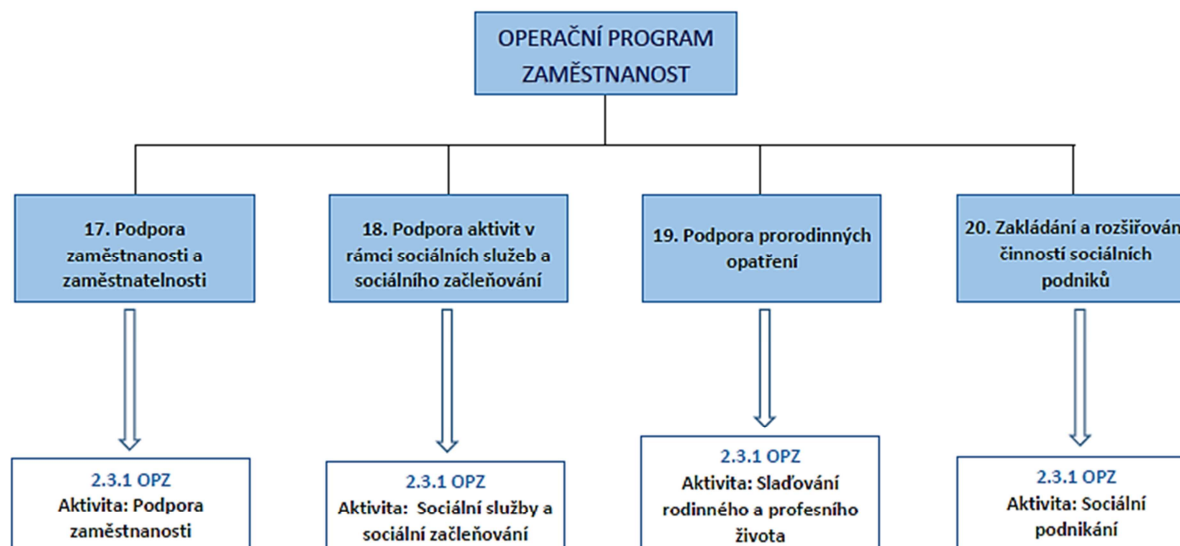 OPERAČNÍ PROGRAM
ZAMĚSTNANOST
17. Podpora
zaměstnanosti a
zaměstnatelnosti
18. Podpora aktivit v
rámci sociálních služeb a
sociálního začleňování
19. Podpora prorodinných
opatření
20. Zakládání a rozšiřován
činností sociálních
podniků
2.3.1 OPZ
Aktivita: Podpora
zaměstnanosti
2.3.1 OPZ
Aktivita: Sociální služby a
sociální začleňování
2.3.1 OPZ
Aktivita: Slaďování
rodinného a profesního
života
2.3.1 OPZ
Aktivita: Sociální
podnikání